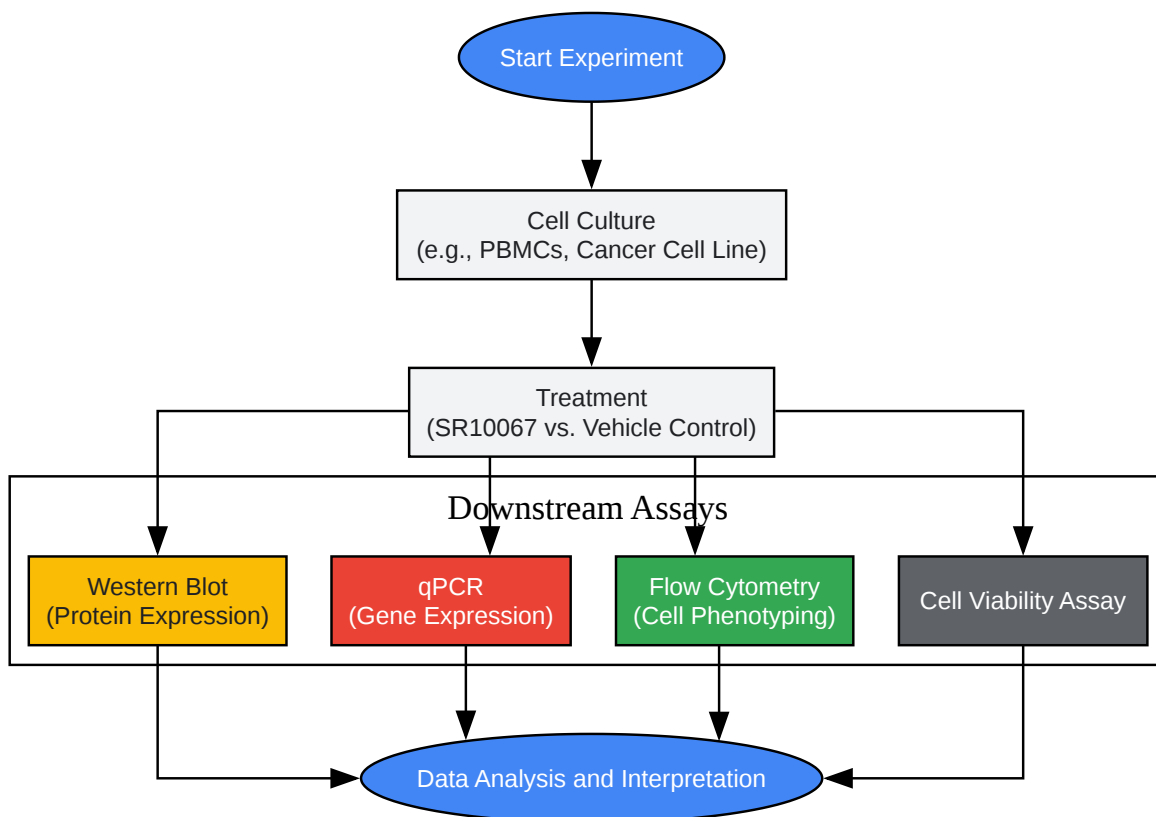 Start Experiment
Cell Culture
(e.g., PBMCs, Cancer Cell Line)
Treatment
(SR10067 vs. Vehicle Control)
Downstream Assays
Western Blot
(Protein Expression)
qPCR
(Gene Expression)
Flow Cytometry
(Cell Phenotyping)
Cell Viability Assay
Data Analysis and Interpretation